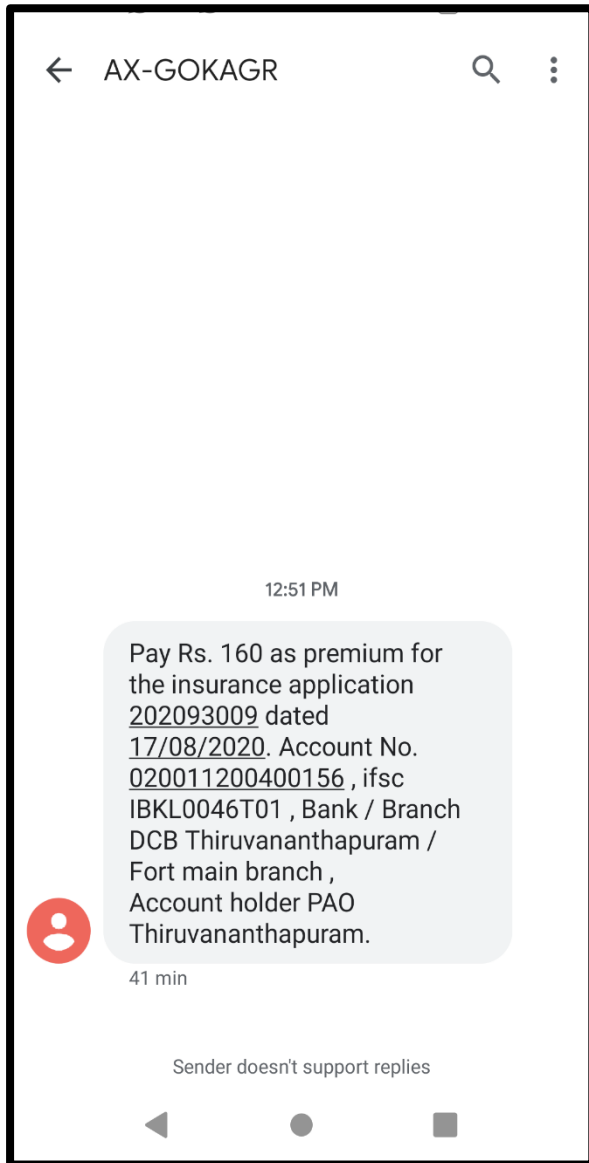 AX-GOKAGR
12:51 PM
Pay Rs. 160 as premium for
the insurance application
202093009 dated
17/08/2020. Account No.
020011200400156 , ifsc
IBKL0046T01 , Bank / Branch
DCB Thiruvananthapuram /
Fort main branch ,
Account holder PAO
Thiruvananthapuram.
41 min
Sender doesn't support replies